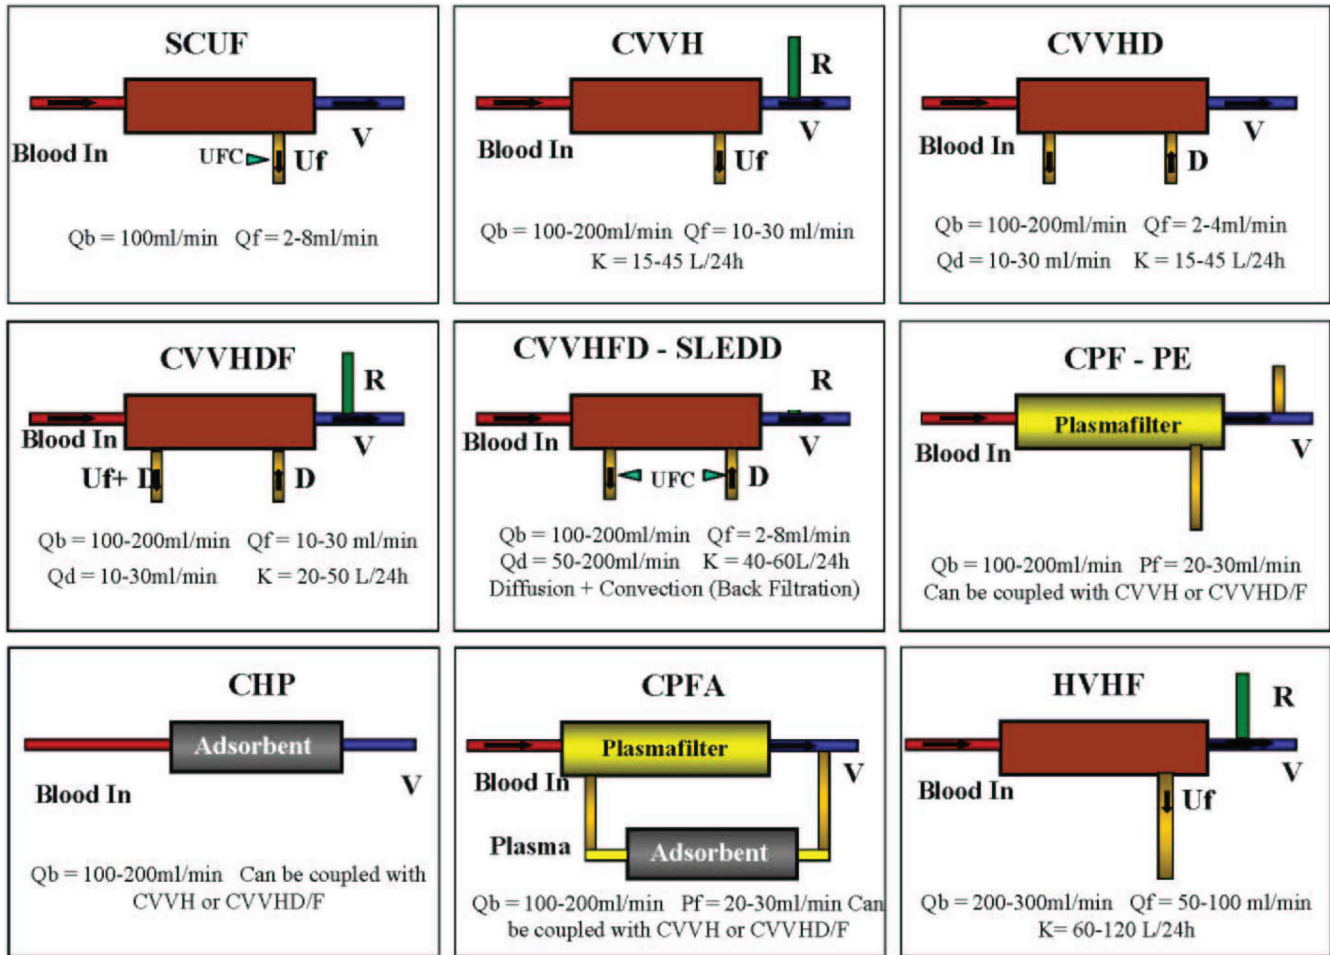 SCUF
Blood In
UFC
Uf
V
Qb = 100ml/min Qf = 2-8ml/min
CVVH
R
Blood In
Uf
V
Qb = 100-200ml/min Qf = 10-30 ml/min
K = 15-45 L/24h
CVVHD
Blood In
D
V
Qb = 100-200ml/min Qf = 2-4ml/min
Qd = 10-30 ml/min K = 15-45 L/24h
CVVHDF
R
Blood In
V
Uf+ D
D
Qb = 100-200ml/min Qf = 10-30 ml/min
Qd = 10-30ml/min K = 20-50 L/24h
CVVHFD - SLEDD
R
Blood In
V
UFC
D
Qb = 100-200ml/min Qf = 2-8ml/min
Qd = 50-200ml/min K = 40-60L/24h
Diffusion + Convection (Back Filtration)
CPF - PE
Plasmafilter
Blood In
V
Qb = 100-200ml/min Pf = 20-30ml/min
Can be coupled with CVVH or CVVHD/F
CHP
Adsorbent
Blood In
V
Qb = 100-200ml/min Can be coupled with
CVVH or CVVHD/F
CPFA
Plasmafilter
Blood In
V
Plasma
Adsorbent
Qb = 100-200ml/min Pf = 20-30ml/min Can
be coupled with CVVH or CVVHD/F
HVHF
R
Blood In
V
Uf
Qb = 200-300ml/min Qf = 50-100 ml/min
K= 60-120 L/24h